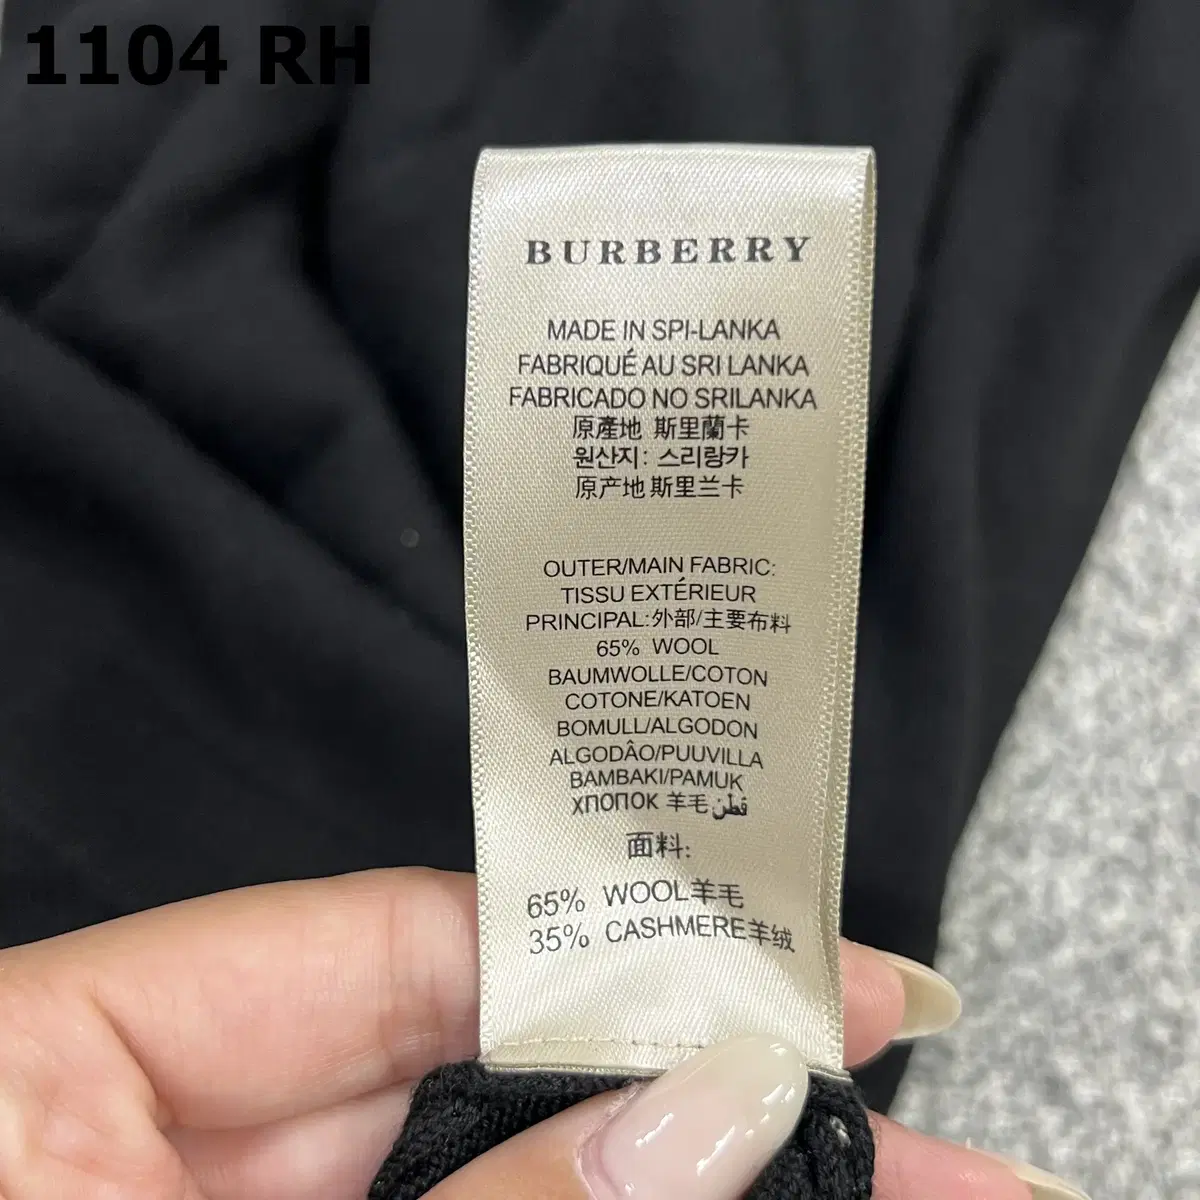 1104 RH
BURBERRY
MADE IN SPI-LANKA
FABRIQUÉ AU SRI LANKA
FABRICADO NO SRILANKA
原產地 斯里蘭卡
원산지: 스리랑카
原产地 斯里兰卡
OUTER/MAIN FABRIC:
TISSU EXTÉRIEUR
PRINCIPAL:外部/主要布料
65% WOOL
BAUMWOLLE/COTON
COTONE/KATOEN
BOMULL/ALGODON
ALGODÂO/PUUVILLA
BAMBAKI/PAMUK
ХПОПОК 羊毛 قطن
面料:
65% WOOL羊毛
35% CASHMERE羊绒